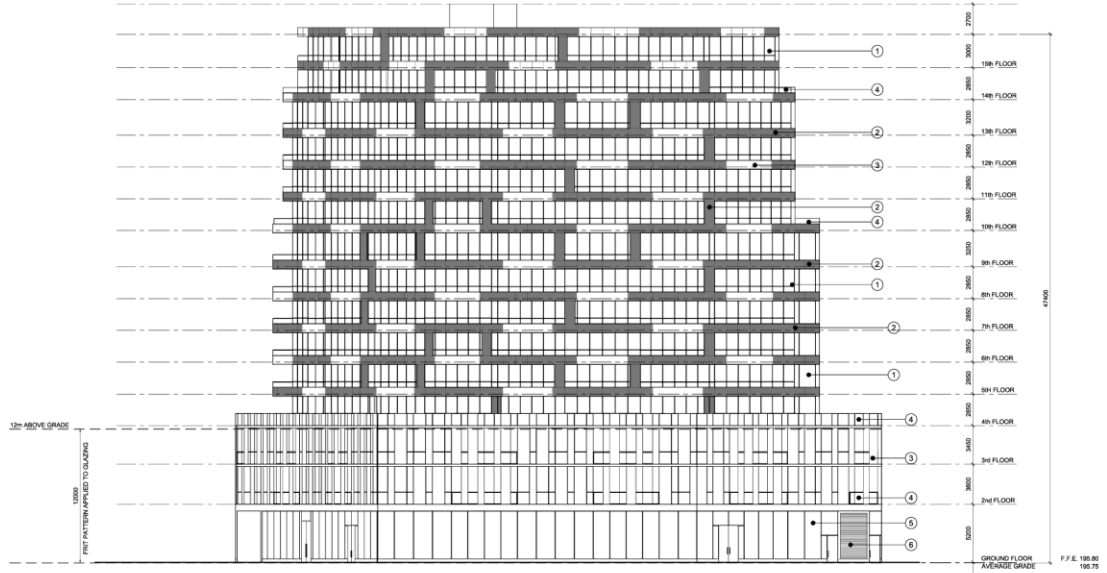 2700
3000
1
15th FLOOR
2850
4
14th FLOOR
3200
2
13th FLOOR
2850
3
12th FLOOR
2850
11th FLOOR
2
2850
4
10th FLOOR
3250
2
9th FLOOR
2850
1
8th FLOOR
47400
2850
2
7th FLOOR
2850
6th FLOOR
2850
1
5tH FLOOR
2850
4
4th FLOOR
12m ABOVE GRADE
3450
3
3rd FLOOR
12000
FRIT PATTERN APPLIED TO GLAZING
3600
4
2nd FLOOR
5
5200
6
GROUND FLOOR F.F.E. 195.80
AVERAGE GRADE 195.75